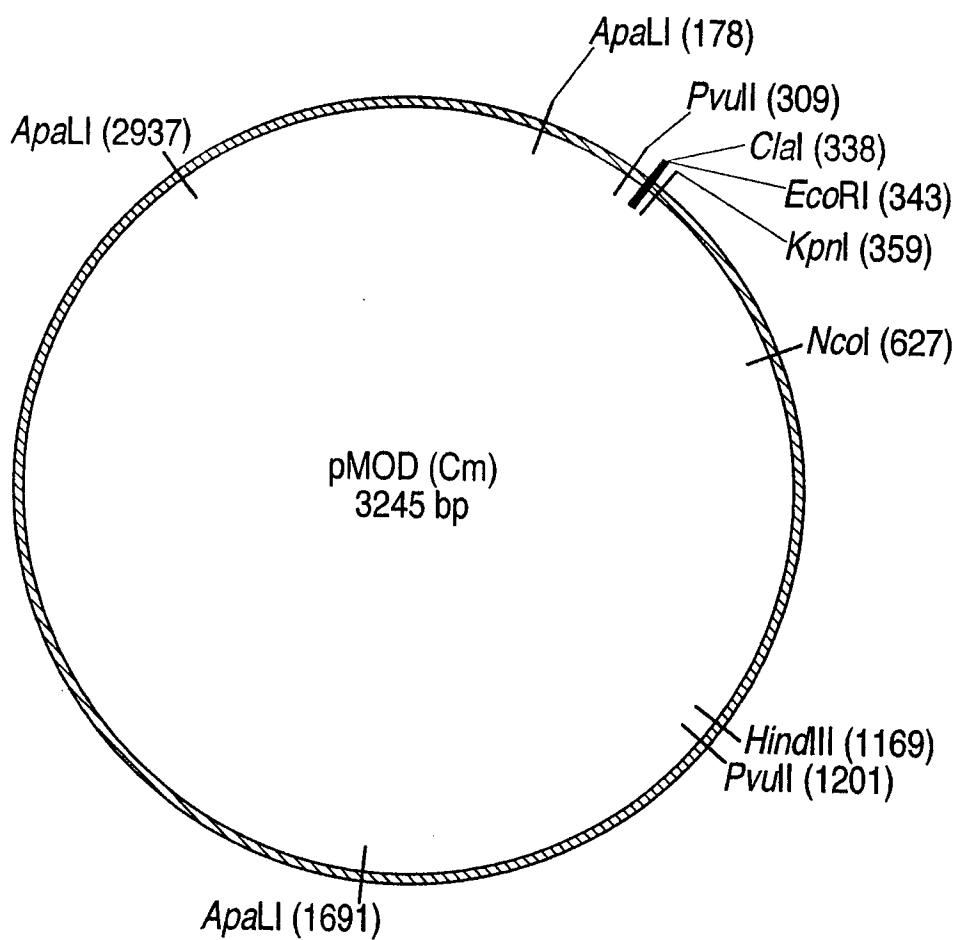 ApaLI (178)
PvuII (309)
ApaLI (2937)
ClaI (338)
EcoRI (343)
KpnI (359)
NcoI (627)
pMOD (Cm)
3245 bp
HindIII (1169)
PvuII (1201)
ApaLI (1691)